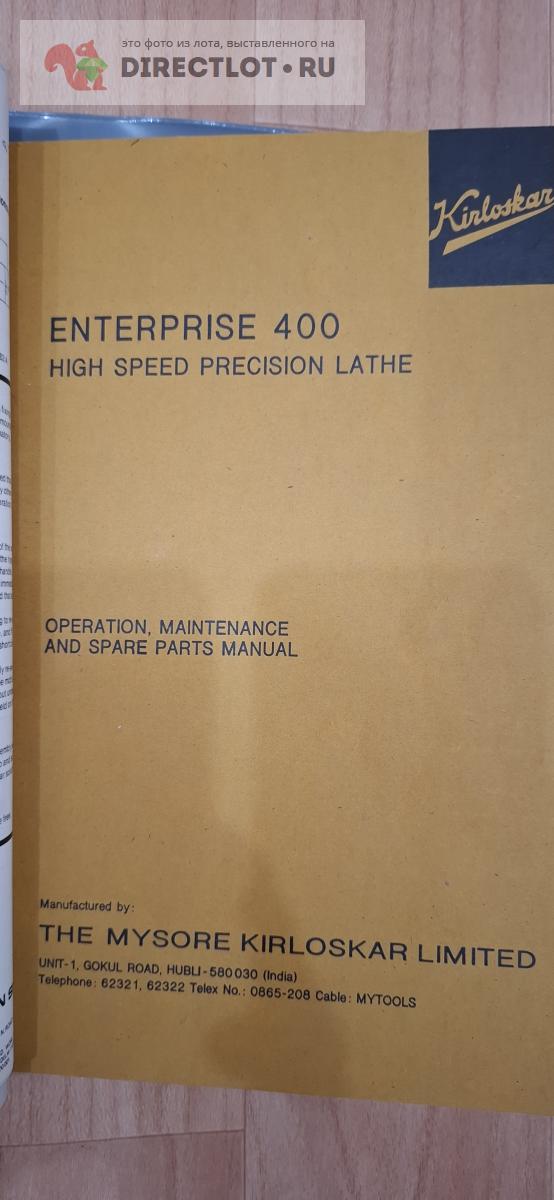 это фото из лота, выставленного на
DIRECTLOT.RU
Kirloskar
ENTERPRISE 400
HIGH SPEED PRECISION LATHE
OPERATION, MAINTENANCE
AND SPARE PARTS MANUAL
Manufactured by:
THE MYSORE KIRLOSKAR LIMITED
UNIT-1, GOKUL ROAD, HUBLI-580030 (India)
Telephone: 62321, 62322 Telex No.: 0865-208 Cable: MYTOOLS